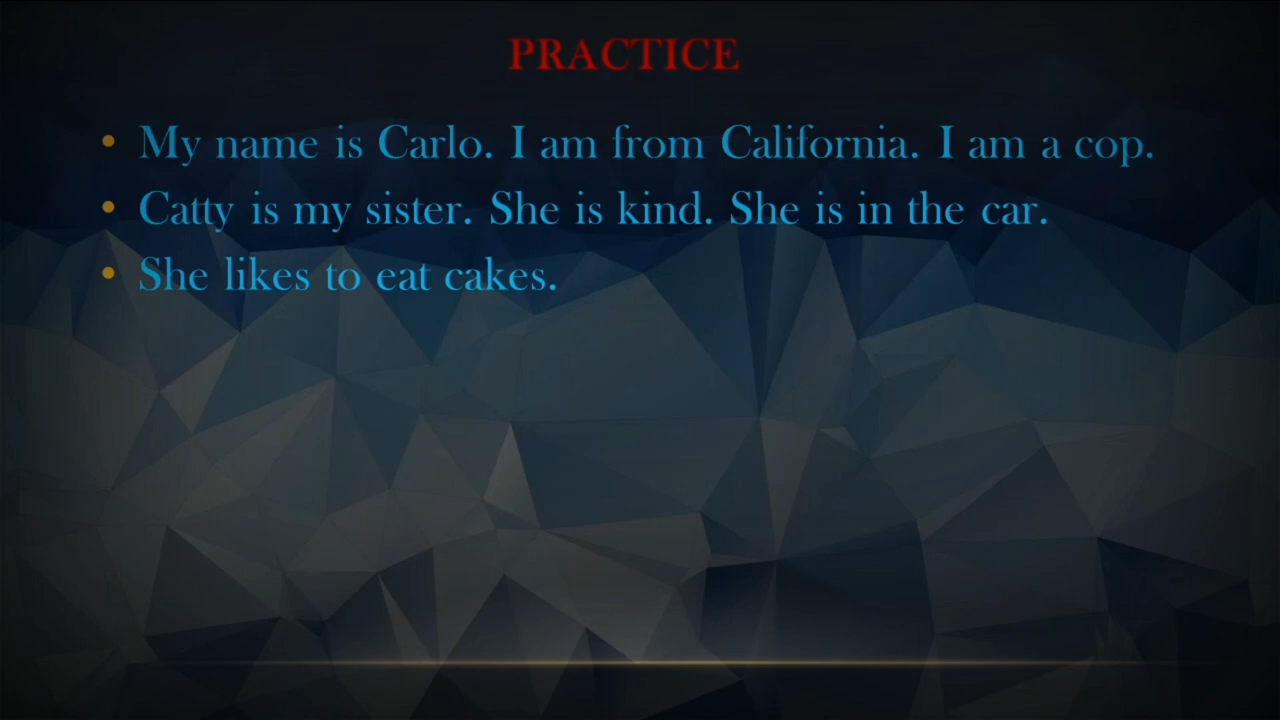 PRACTICE
• My name is Carlo. I am from California. I am a cop.
• Catty is my sister. She is kind. She is in the car.
• She likes to eat cakes.